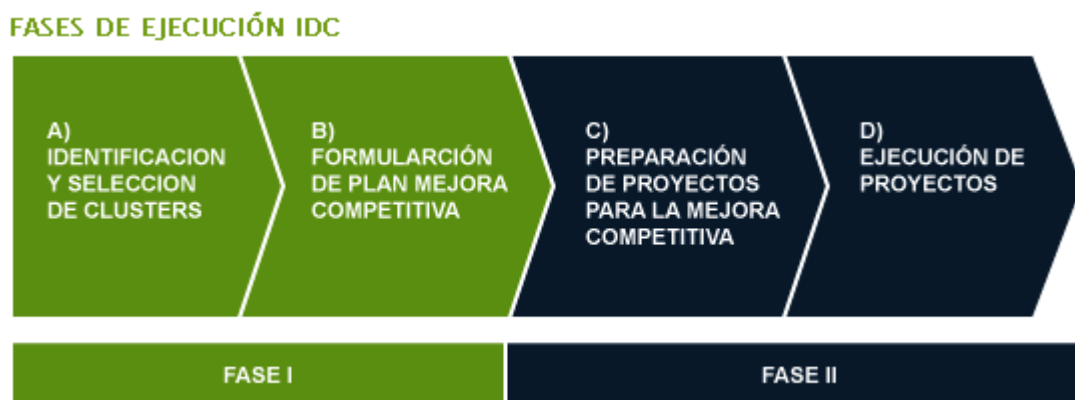 FASES DE EJECUCIÓN IDC
A)
IDENTIFICACION
Y SELECCION
DE CLUSTERS
B)
FORMULARCIÓN
DE PLAN MEJORA
COMPETITIVA
C)
PREPARACIÓN
DE PROYECTOS
PARA LA MEJORA
COMPETITIVA
D)
EJECUCIÓN DE
PROYECTOS
FASE I
FASE II